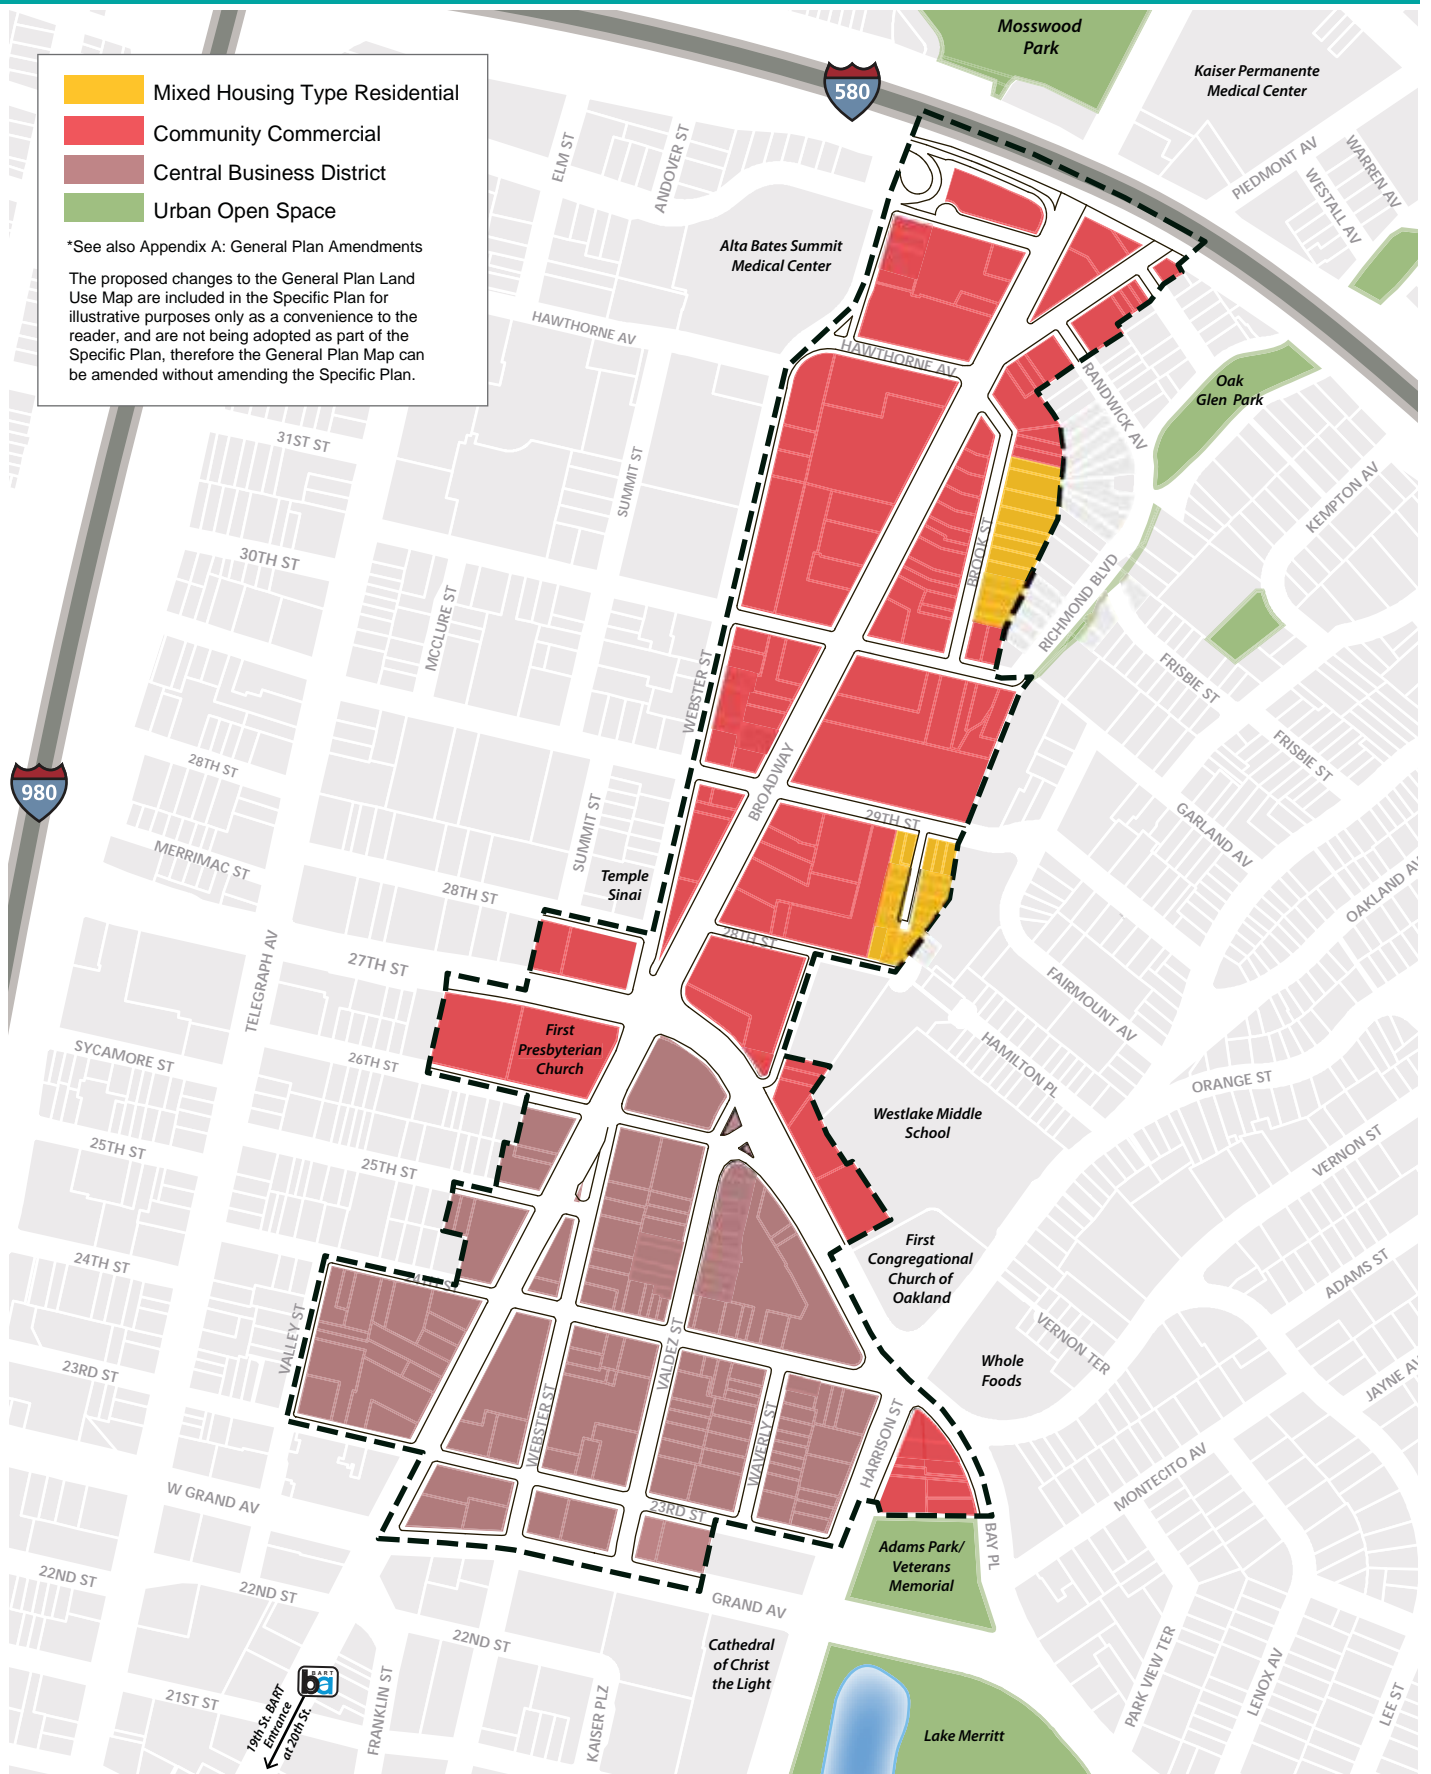 Mosswood
Park
Kaiser Permanente
Medical Center
580
Mixed Housing Type Residential
Community Commercial
Central Business District
Urban Open Space
*See also Appendix A: General Plan Amendments
The proposed changes to the General Plan Land
Use Map are included in the Specific Plan for
illustrative purposes only as a convenience to the
reader, and are not being adopted as part of the
Specific Plan, therefore the General Plan Map can
be amended without amending the Specific Plan.
ELM ST
ANDOVER ST
PIEDMONT AV
WARREN AV
WESTALL AV
Alta Bates Summit
Medical Center
HAWTHORNE AV
HAWTHORNE AV
RANDWICK AV
Oak
Glen Park
31ST ST
SUMMIT ST
KEMPTON AV
30TH ST
BROOK ST
MCCLURE ST
RICHMOND BLVD
WEBSTER ST
FRISBIE ST
FRISBIE ST
980
28TH ST
BROADWAY
SUMMIT ST
29TH ST
GARLAND AV
MERRIMAC ST
28TH ST
Temple
Sinai
OAKLAND AV
28TH ST
TELEGRAPH AV
27TH ST
FAIRMOUNT AV
First
Presbyterian
Church
SYCAMORE ST
26TH ST
HAMILTON PL
ORANGE ST
Westlake Middle
School
25TH ST
25TH ST
VERNON ST
First
Congregational
Church of
Oakland
24TH ST
24TH ST
ADAMS ST
VALLEY ST
VALDEZ ST
VERNON TER
23RD ST
Whole
Foods
JAYNE AV
WEBSTER ST
WAVERLY ST
HARRISON ST
MONTECITO AV
W GRAND AV
23RD ST
BAY PL
Adams Park/
Veterans
Memorial
22ND ST
22ND ST
GRAND AV
22ND ST
Cathedral
of Christ
the Light
PARK VIEW TER
LENOX AV
LEE ST
BART
ba
19th St. BART
Entrance
at 20th St.
21ST ST
FRANKLIN ST
KAISER PLZ
Lake Merritt